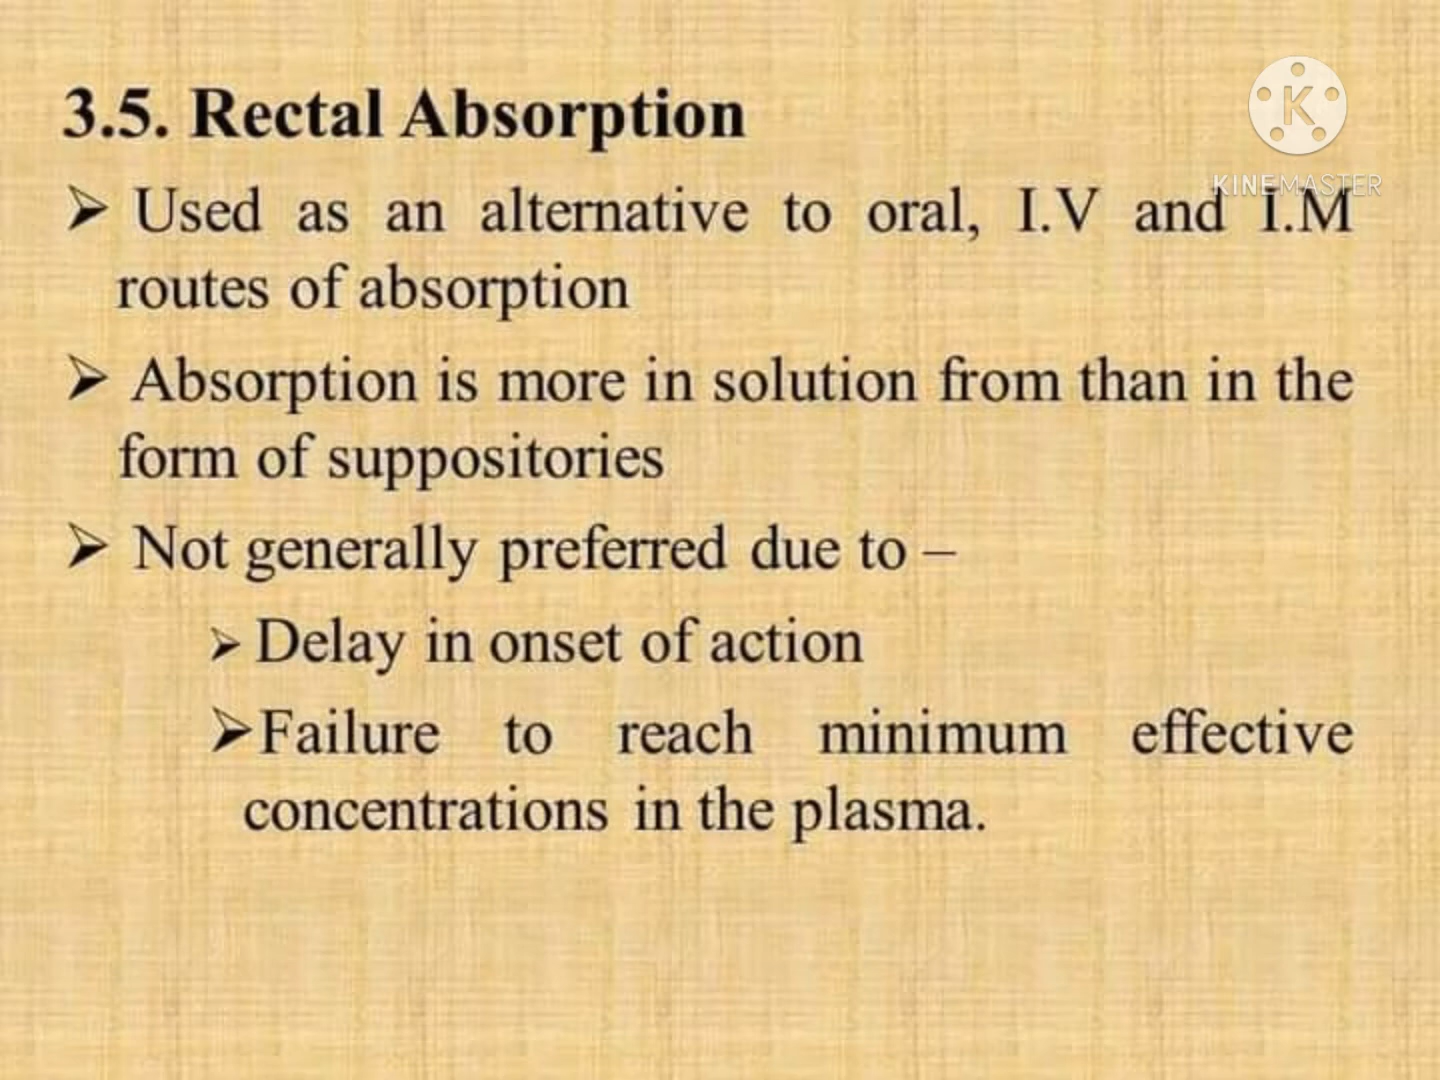 3.5. Rectal Absorption
K
KINEMASTER
➢ Used as an alternative to oral, I.V and I.M
routes of absorption
➢ Absorption is more in solution from than in the
form of suppositories
➢ Not generally preferred due to –
➢ Delay in onset of action
➢Failure to reach minimum effective
concentrations in the plasma.